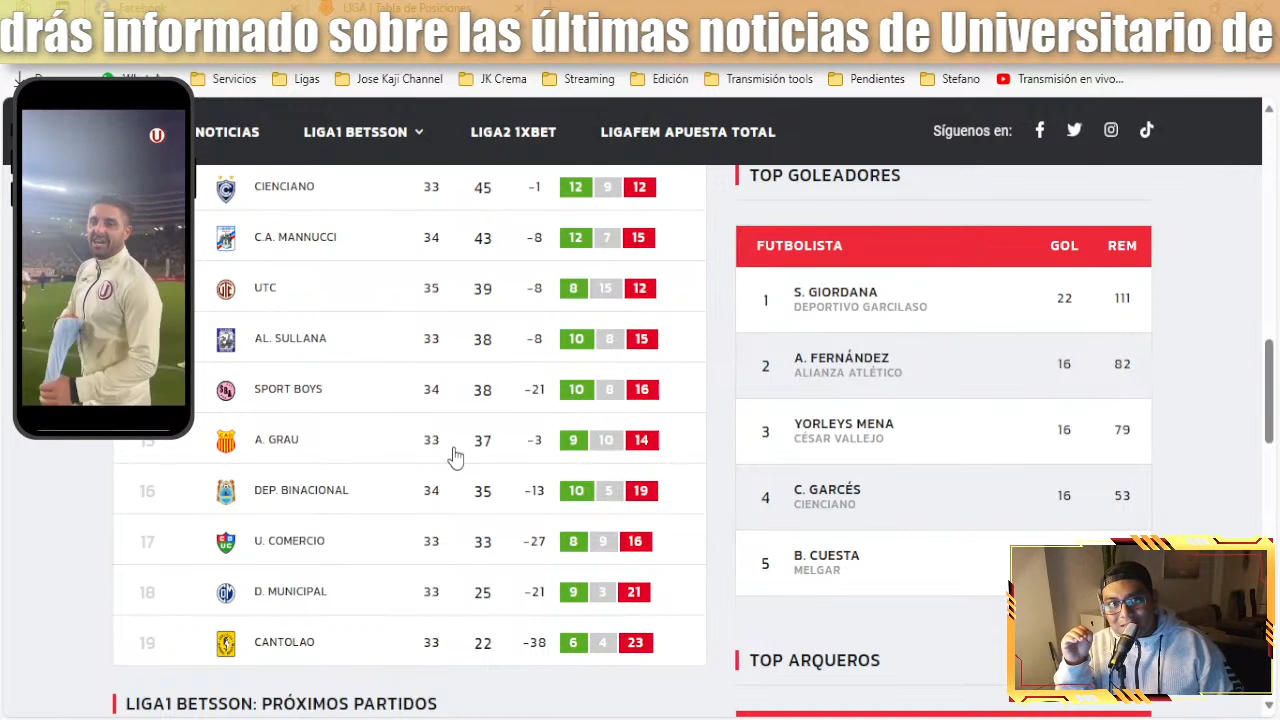 drás informado sobre las últimas noticias de Universitario de
Facebook
LIGA | Tabla de Posiciones
Servicios
Ligas
Jose Kaji Channel
JK Crema
Streaming
Edición
Transmisión tools
Pendientes
Stefano
Transmisión en vivo...
NOTICIAS
LIGA1 BETSSON
LIGA2 1XBET
LIGAFEM APUESTA TOTAL
Síguenos en:
CIENCIANO 33 45 -1 12 9 12
C.A. MANNUCCI 34 43 -8 12 7 15
UTC 35 39 -8 8 15 12
AL. SULLANA 33 38 -8 10 8 15
SPORT BOYS 34 38 -21 10 8 16
A. GRAU 33 37 -3 9 10 14
16 DEP. BINACIONAL 34 35 -13 10 5 19
17 U. COMERCIO 33 33 -27 8 9 16
18 D. MUNICIPAL 33 25 -21 9 3 21
19 CANTOLAO 33 22 -38 6 4 23
LIGA1 BETSSON: PRÓXIMOS PARTIDOS
TOP GOLEADORES
FUTBOLISTA GOL REM
1 S. GIORDANA 22 111
DEPORTIVO GARCILASO
2 A. FERNÁNDEZ 16 82
ALIANZA ATLÉTICO
3 YORLEYS MENA 16 79
CÉSAR VALLEJO
4 C. GARCÉS 16 53
CIENCIANO
5 B. CUESTA
MELGAR
TOP ARQUEROS